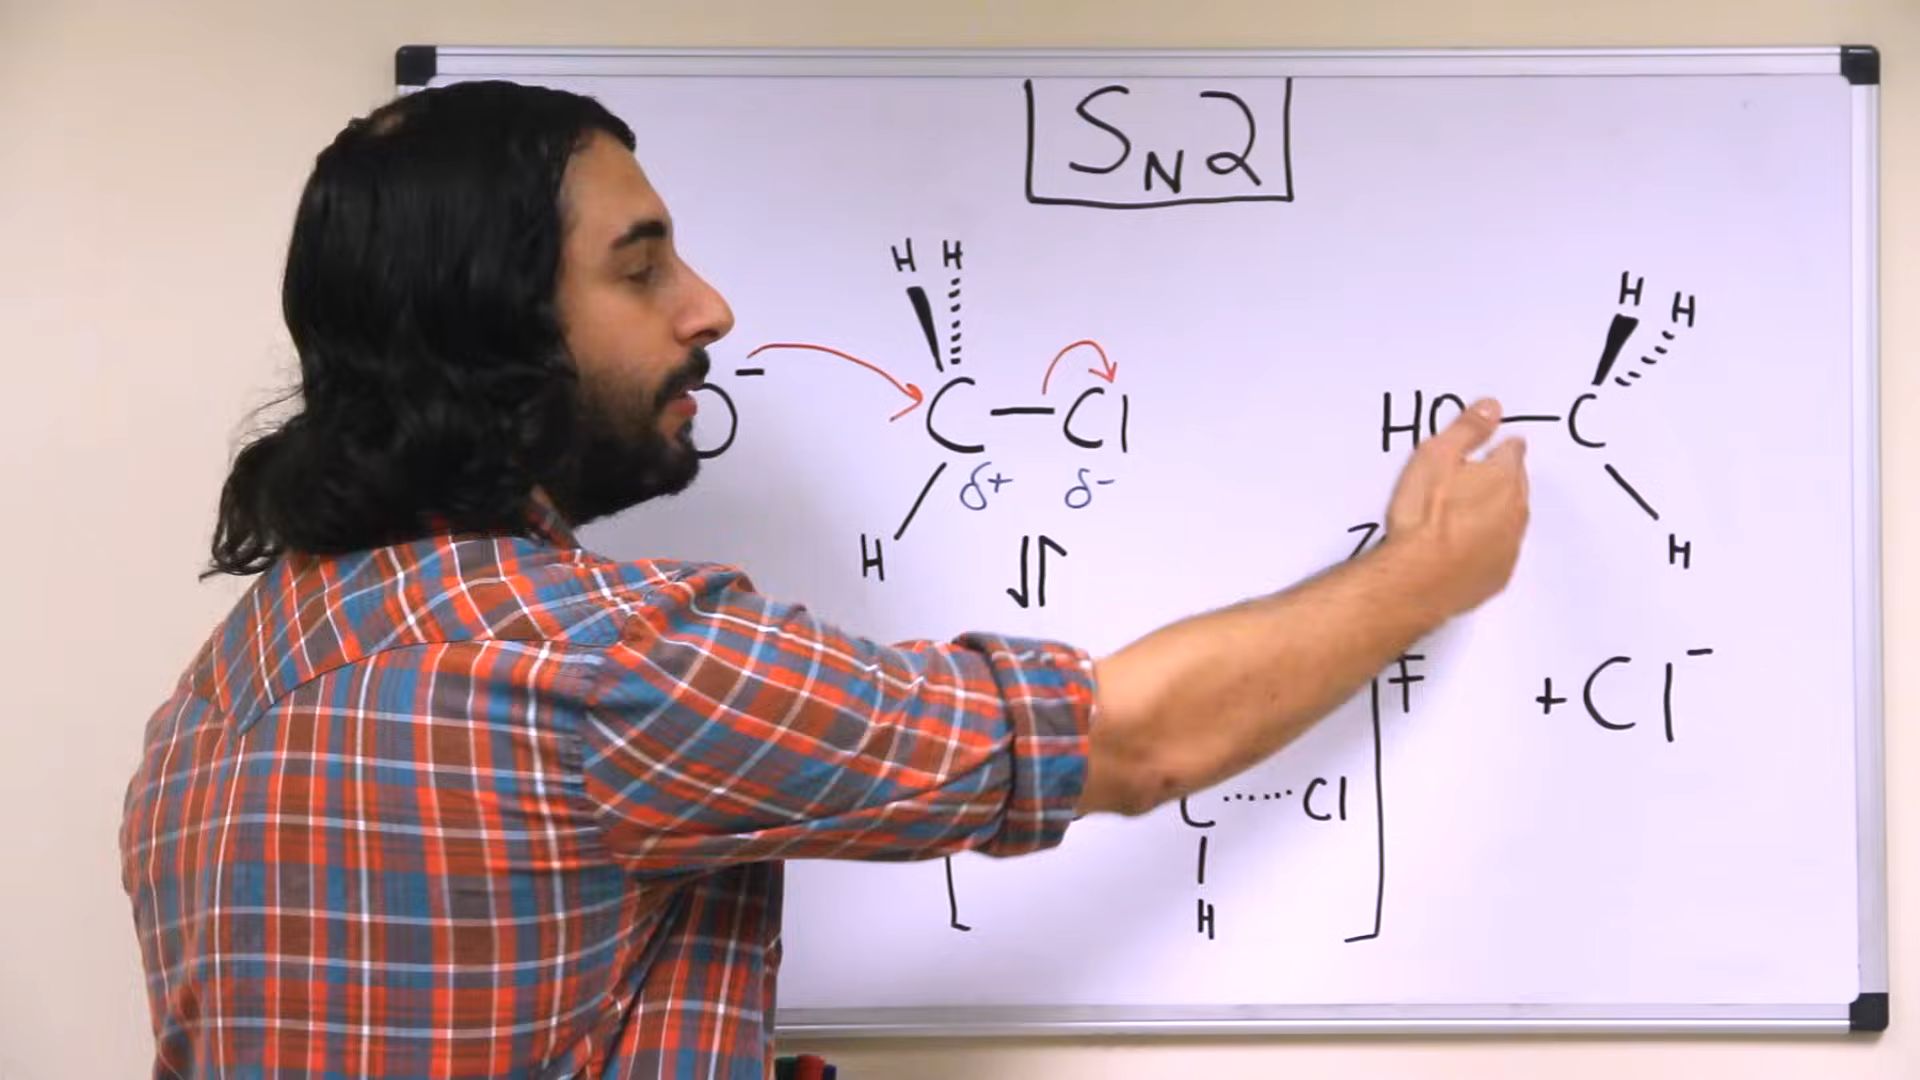 SN2
H H
O⁻ C—Cl
δ+ δ-
H
H H
HO—C
H
+Cl⁻
C Cl
H